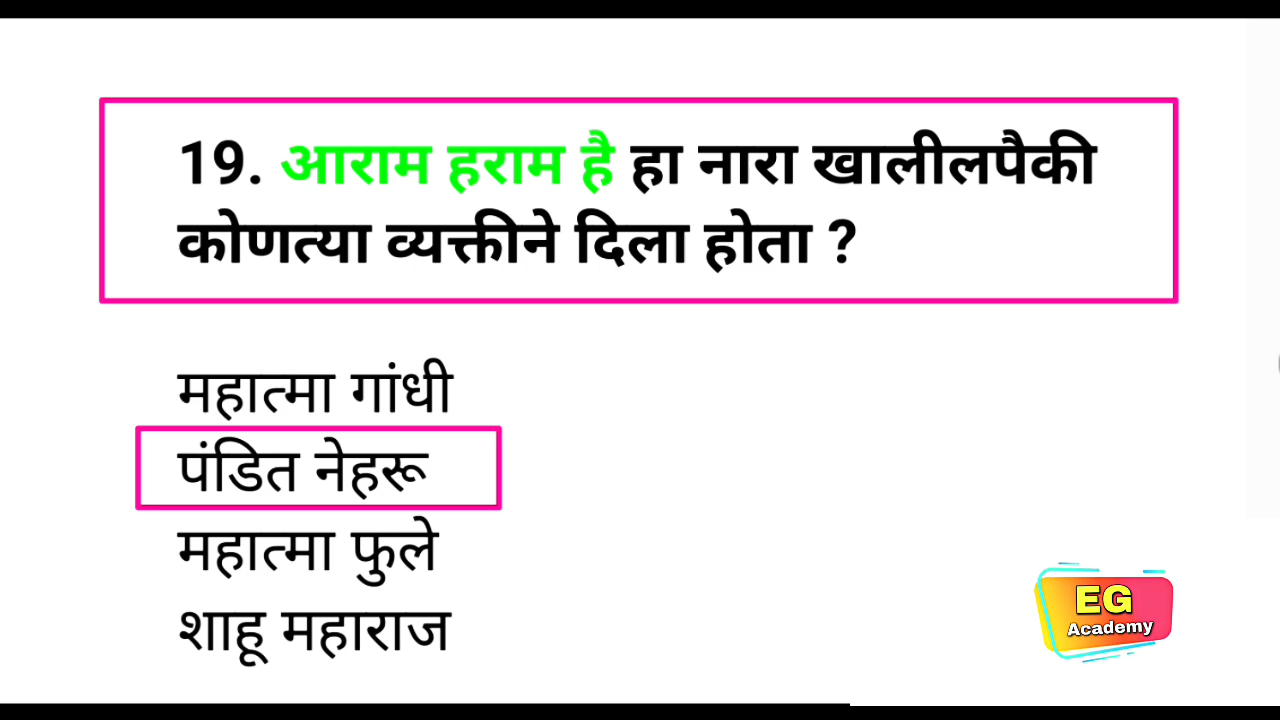 19. आराम हराम है हा नारा खालीलपैकी
कोणत्या व्यक्तीने दिला होता ?
महात्मा गांधी
पंडित नेहरू
महात्मा फुले
शाहू महाराज
EG
Academy